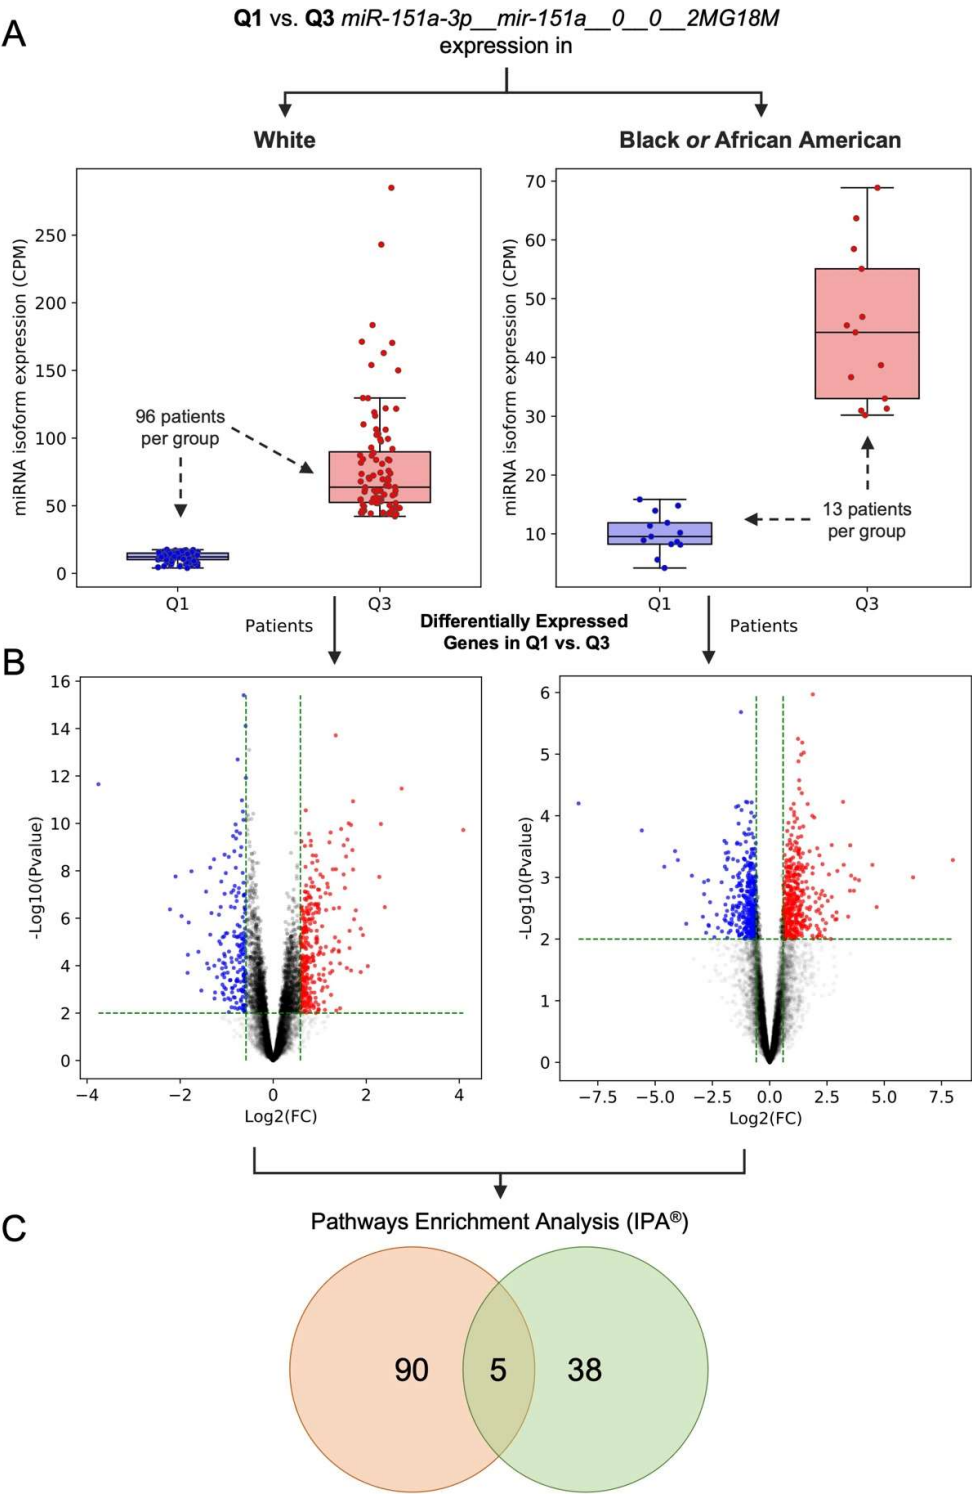 A
Q1 vs. Q3 miR-151a-3p__mir-151a__0__0__2MG18M
expression in
White
Black or African American
miRNA isoform expression (CPM)
250
200
150
100
50
0
96 patients
per group
Q1
Q3
Patients
miRNA isoform expression (CPM)
70
60
50
40
30
20
10
13 patients
per group
Q1
Q3
Patients
Differentially Expressed
Genes in Q1 vs. Q3
B
-Log10(Pvalue)
16
14
12
10
8
6
4
2
0
−4
−2
0
2
4
Log2(FC)
-Log10(Pvalue)
6
5
4
3
2
1
0
−7.5
−5.0
−2.5
0.0
2.5
5.0
7.5
Log2(FC)
C
Pathways Enrichment Analysis (IPA®)
90
5
38